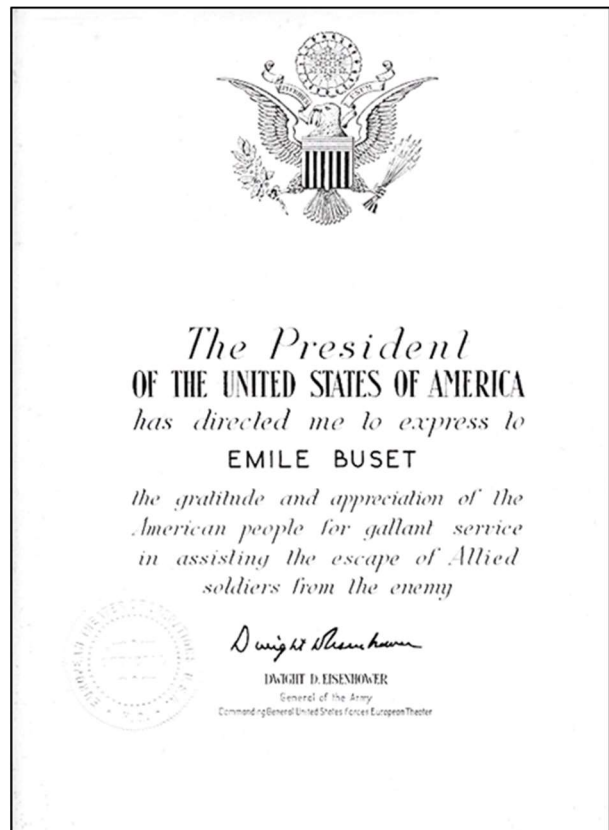 The President
OF THE UNITED STATES OF AMERICA
has directed me to express to
EMILE BUSET
the gratitude and appreciation of the
American people for gallant service
in assisting the escape of Allied
soldiers from the enemy
Dwight D Eisenhower
DWIGHT D. EISENHOWER
General of the Army
Commanding General United States Forces European Theater